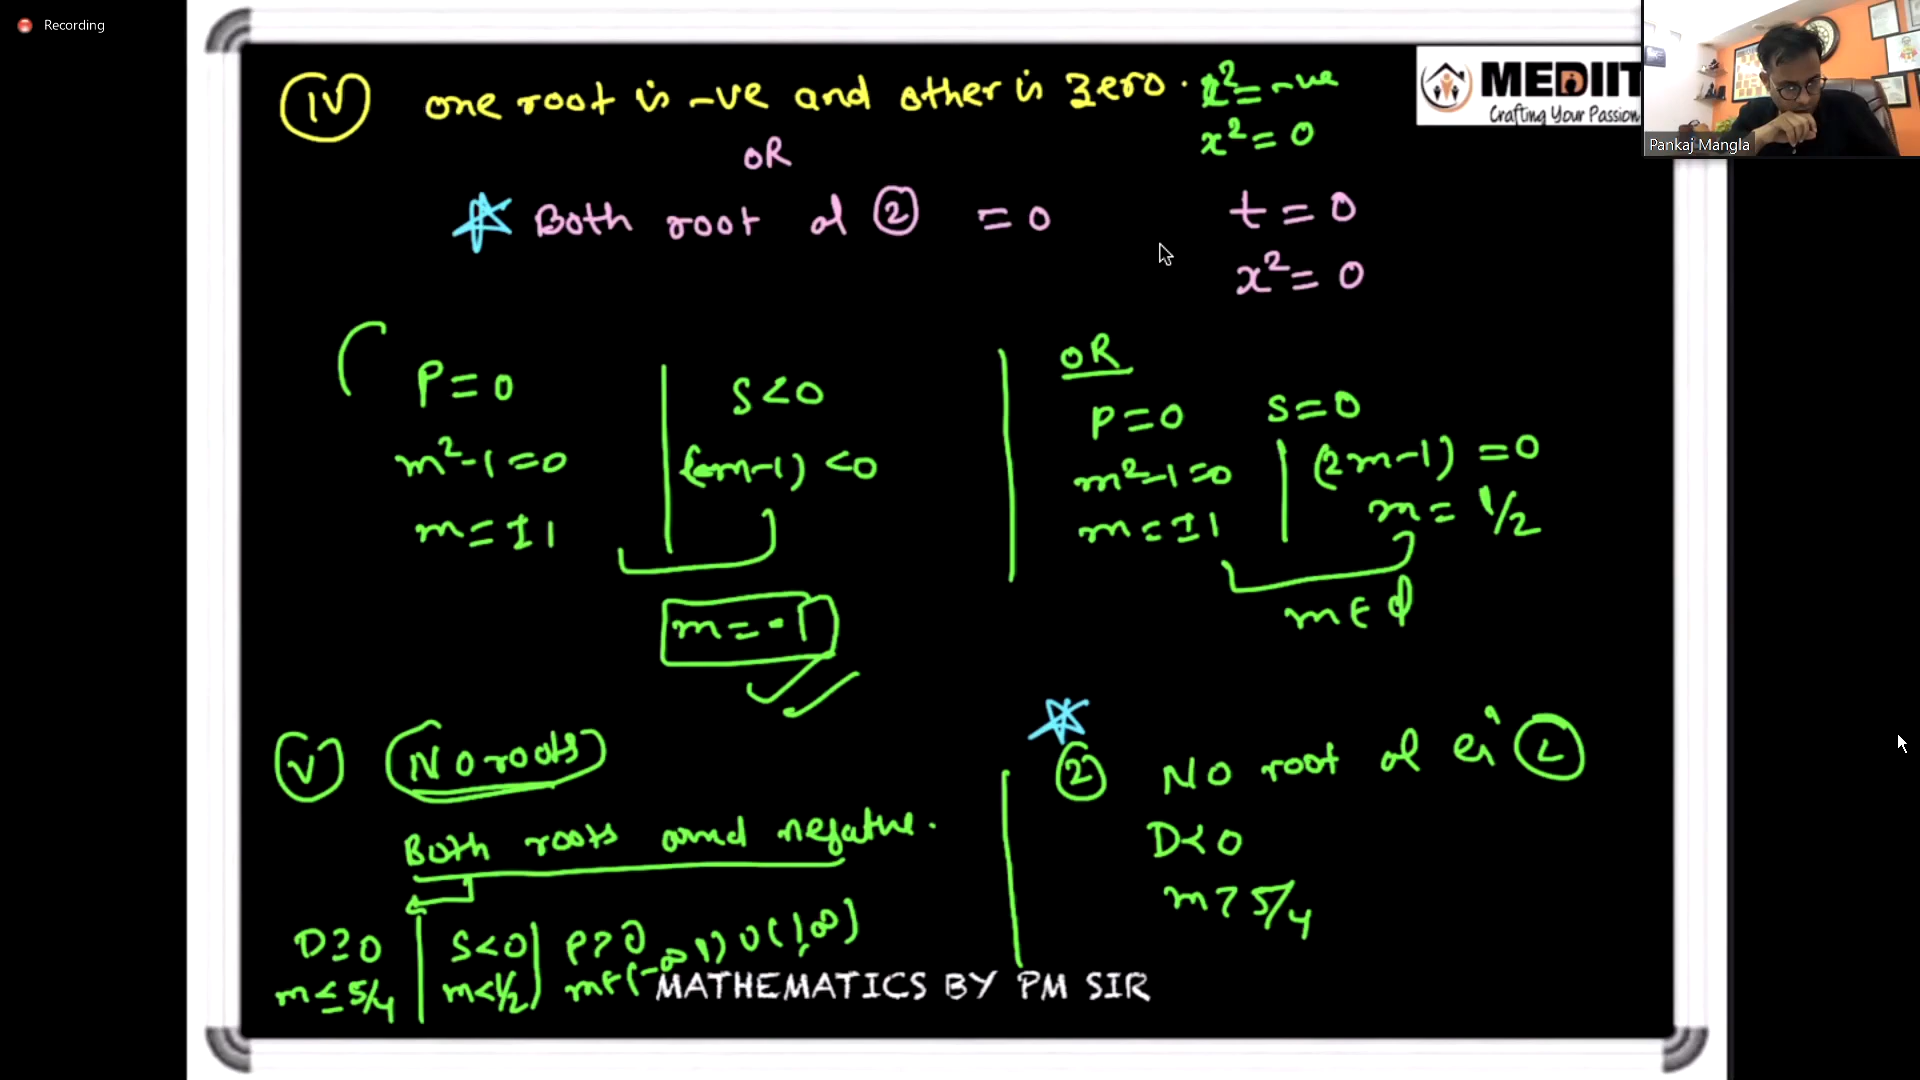 Recording
MEDIIT
Crafting Your Passion
Pankaj Mangla
(iv) one root is -ve and other is zero.
x² = -ve
x² = 0
OR
Both root of ② = 0
t = 0
x² = 0
P = 0
S < 0
m² - 1 = 0
(2m-1) < 0
m = ±1
m = -1
OR
P = 0
S = 0
m² - 1 = 0
(2m-1) = 0
m = ±1
m = 1/2
m ∈ φ
(v) No roots
Both roots are negative.
D ≥ 0
S < 0
P > 0
m ≤ 5/4
m < 1/2
m ∈ (-∞ -1) ∪ (1, ∞)
② No root of eqⁿ ②
D < 0
m > 5/4
MATHEMATICS BY PM SIR